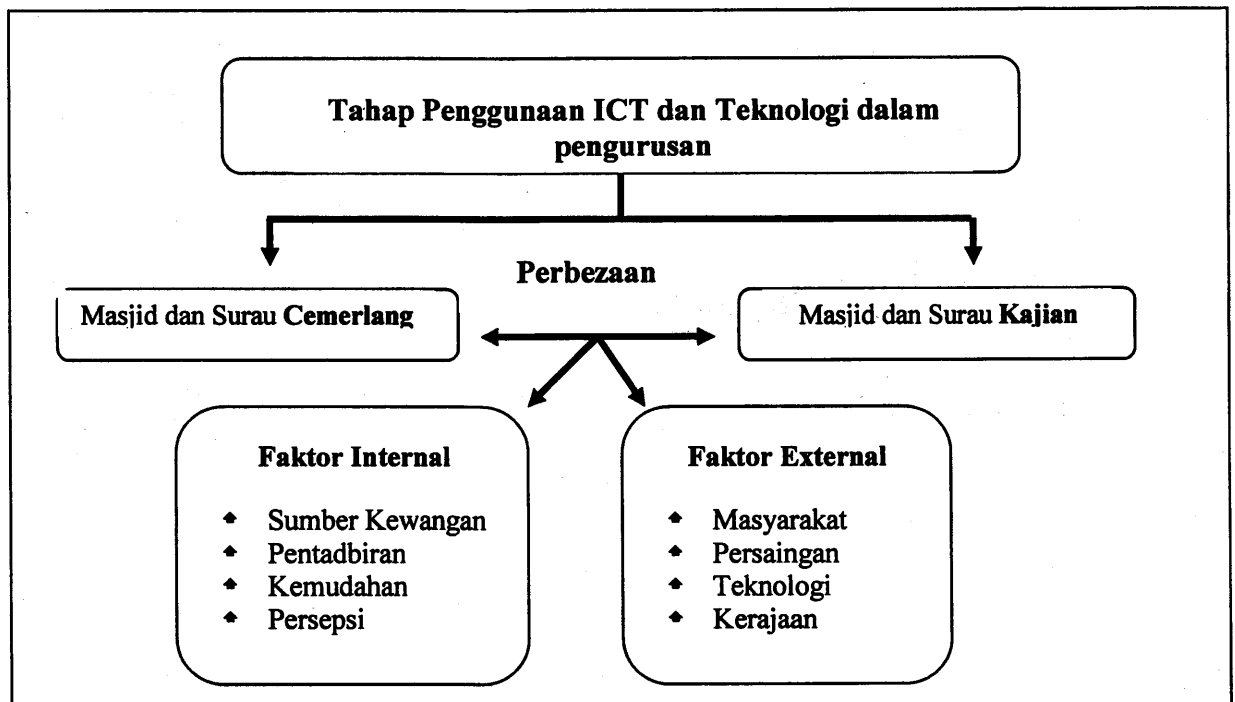 Tahap Penggunaan ICT dan Teknologi dalam
pengurusan
Perbezaan
Masjid dan Surau Cemerlang
Masjid dan Surau Kajian
Faktor Internal
Sumber Kewangan
Pentadbiran
Kemudahan
Persepsi
Faktor External
Masyarakat
Persaingan
Teknologi
Kerajaan